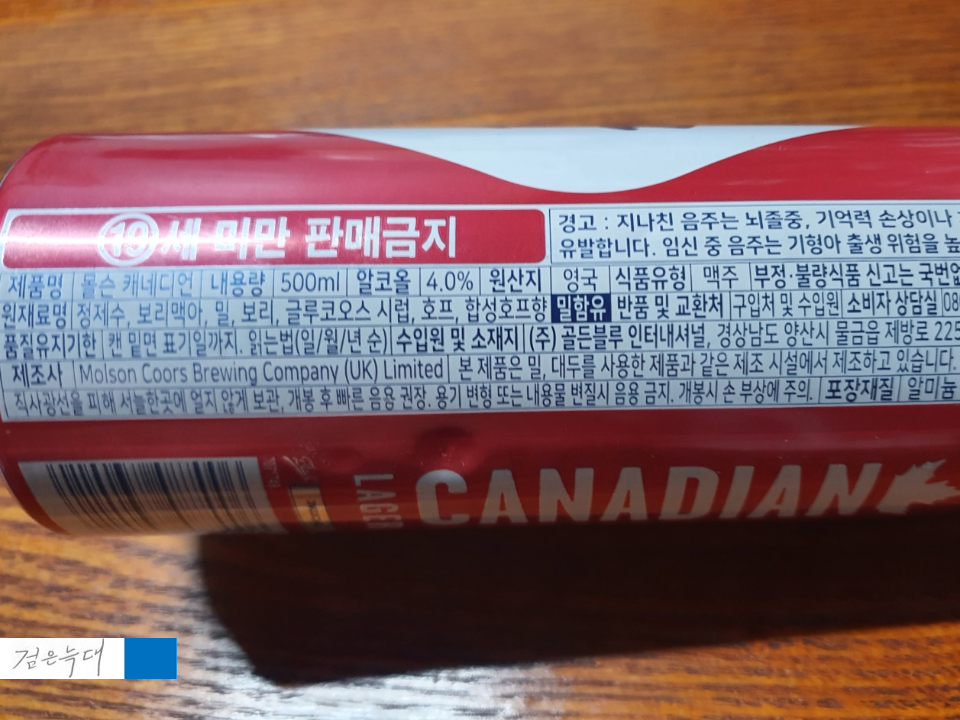 ⑲세 미만 판매금지
경고 : 지나친 음주는 뇌졸중, 기억력 손상이나
유발합니다. 임신 중 음주는 기형아 출생 위험을 높
제품명 몰슨 캐네디언 내용량 500ml 알코올 4.0% 원산지 영국 식품유형 맥주 부정·불량식품 신고는 국번없
원재료명 정제수, 보리맥아, 밀, 보리, 글루코오스 시럽, 호프, 합성호프향 밀함유 반품 및 교환처 구입처 및 수입원 소비자 상담실 08
품질유지기한 캔 밑면 표기일까지. 읽는법(일/월/년 순) 수입원 및 소재지 (주) 골든블루 인터내셔널, 경상남도 양산시 물금읍 제방로 225
제조사 Molson Coors Brewing Company (UK) Limited 본 제품은 밀, 대두를 사용한 제품과 같은 제조 시설에서 제조하고 있습니다.
직사광선을 피해 서늘한곳에 얼지 않게 보관, 개봉 후 빠른 음용 권장. 용기 변형 또는 내용물 변질시 음용 금지. 개봉시 손 부상에 주의. 포장재질 알미늄
LAGER
CANADIAN
검은늑대